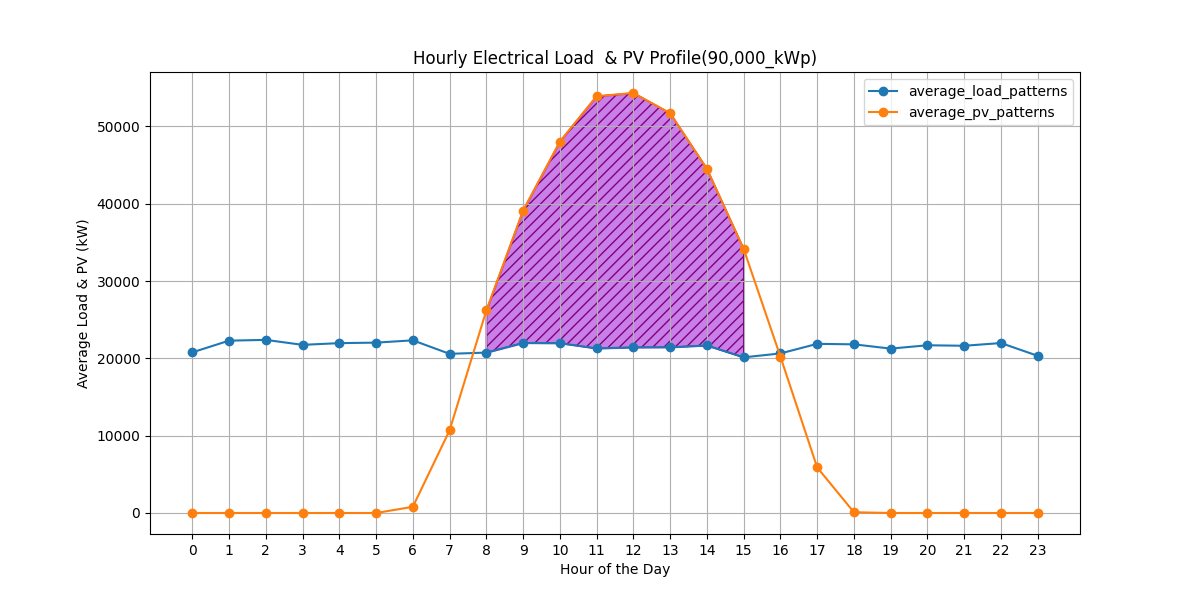 Hourly Electrical Load  & PV Profile(90,000_kWp)
average_load_patterns
average_pv_patterns
Average Load & PV (kW)
50000
40000
30000
20000
10000
0
0 1 2 3 4 5 6 7 8 9 10 11 12 13 14 15 16 17 18 19 20 21 22 23
Hour of the Day